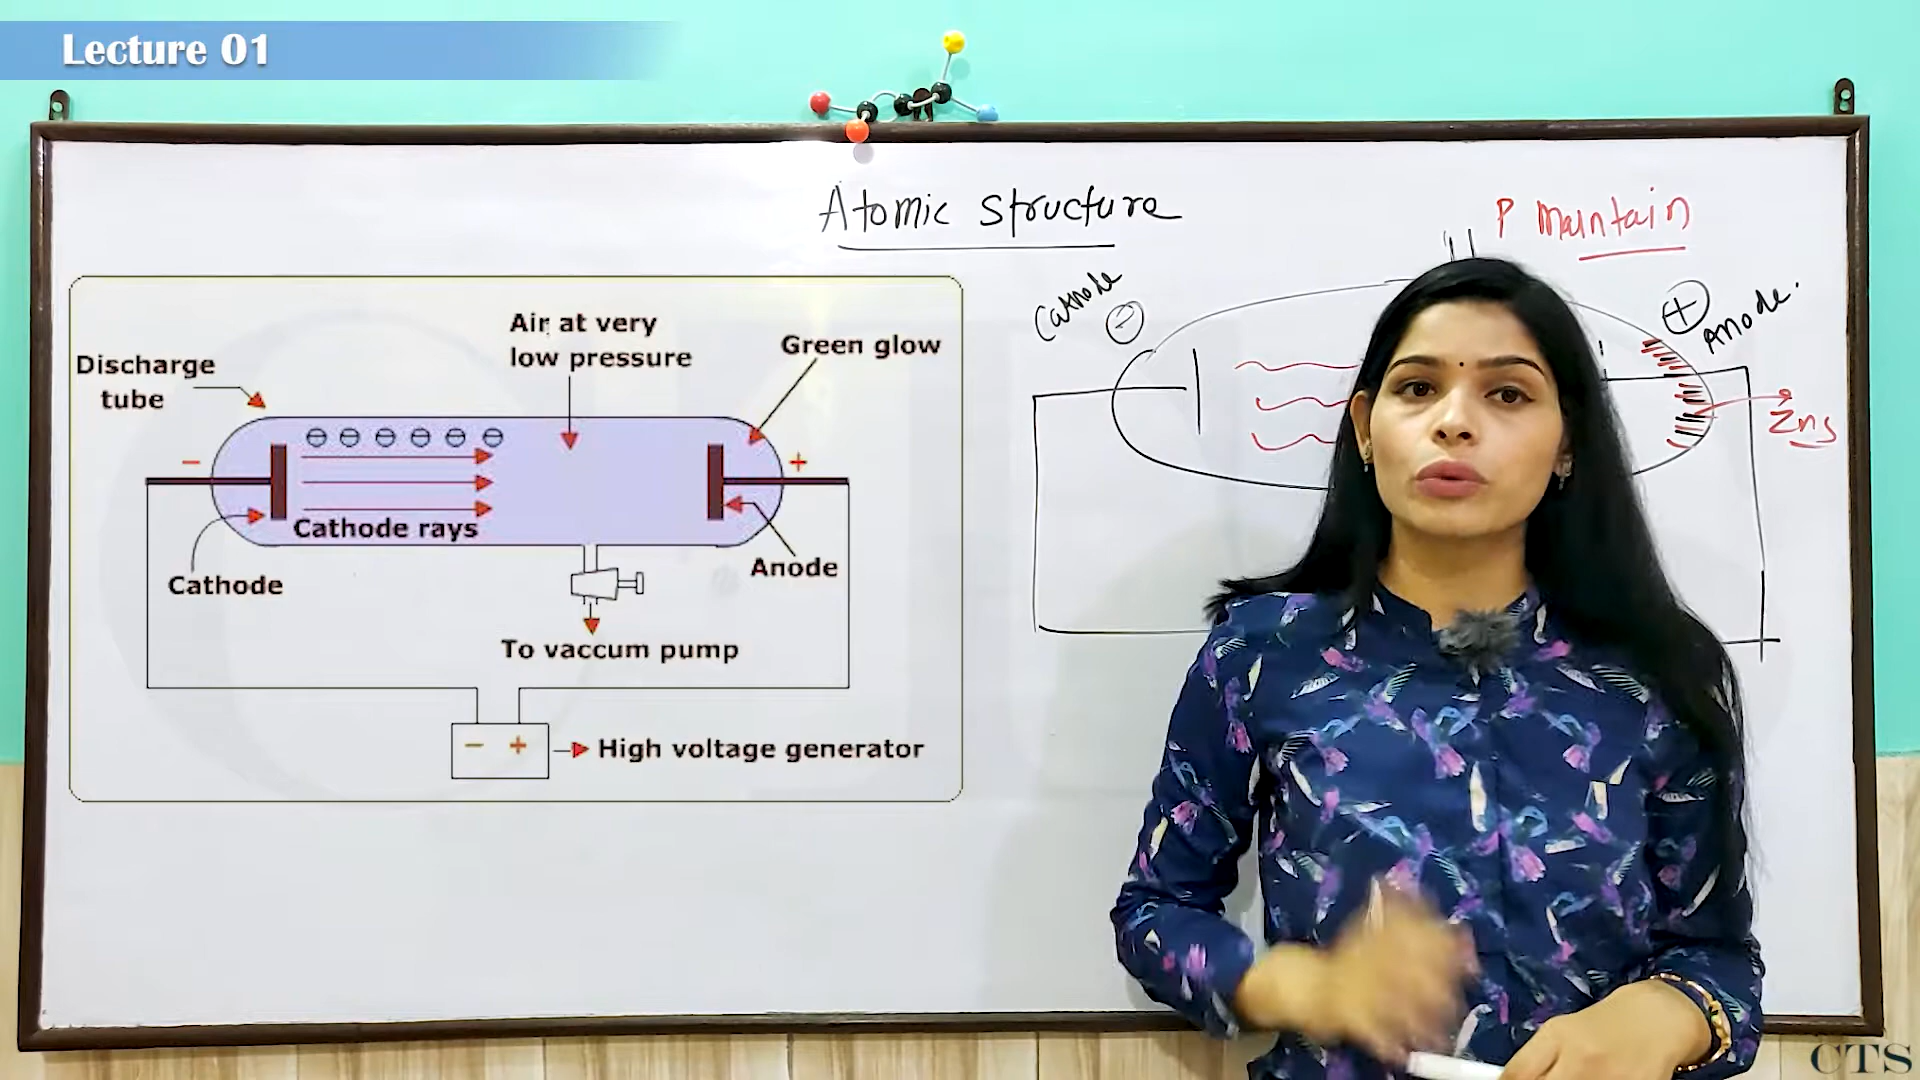 Lecture 01
Atomic structure
P Maintain
Cathode
−
+
Anode.
Zns
Air at very
low pressure
Green glow
Discharge
tube
−
+
Cathode rays
Cathode
Anode
To vaccum pump
− +
High voltage generator
CTS